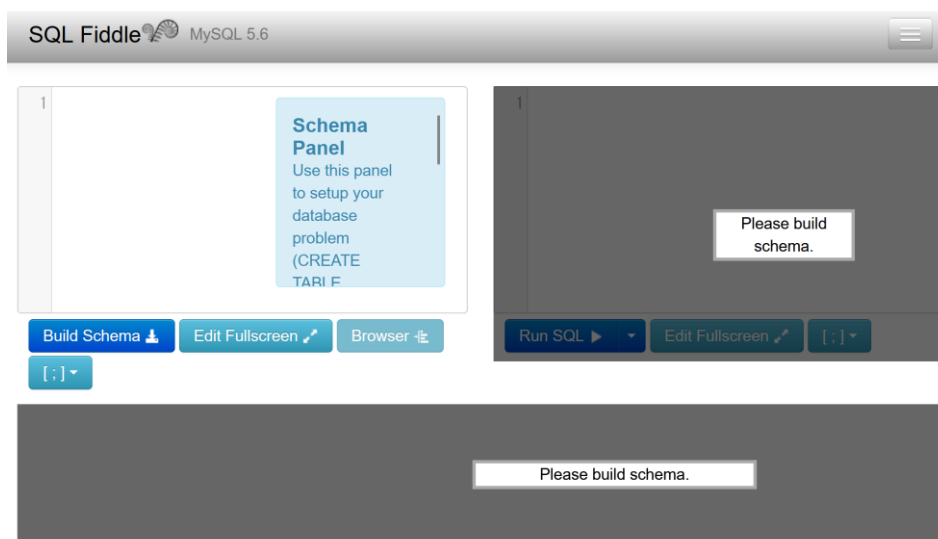 SQL Fiddle MySQL 5.6
1
Schema
Panel
Use this panel
to setup your
database
problem
(CREATE
TABLE
Build Schema
Edit Fullscreen
Browser
[ ; ]
1
Please build
schema.
Run SQL
Edit Fullscreen
[ ; ]
Please build schema.